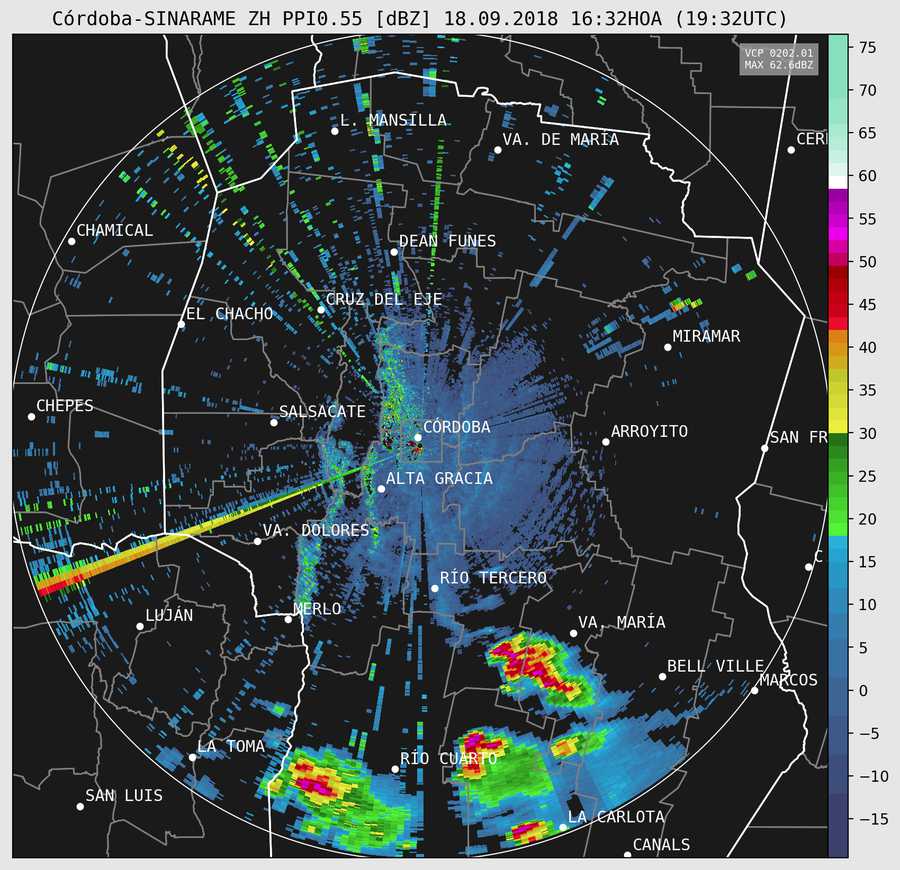 Córdoba-SINARAME ZH PPI0.55 [dBZ] 18.09.2018 16:32HOA (19:32UTC)
VCP 0202.01
MAX 62.6dBZ
75
70
65
60
55
50
45
40
35
30
25
20
15
10
5
0
−5
−10
−15
L. MANSILLA
VA. DE MARÍA
CER
CHAMICAL
DEAN FUNES
CRUZ DEL EJE
EL CHACHO
MIRAMAR
CHEPES
SALSACATE
CÓRDOBA
ARROYITO
SAN FR
ALTA GRACIA
VA. DOLORES
C
RÍO TERCERO
MERLO
LUJÁN
VA. MARÍA
BELL VILLE
MARCOS
LA TOMA
RÍO CUARTO
SAN LUIS
LA CARLOTA
CANALS